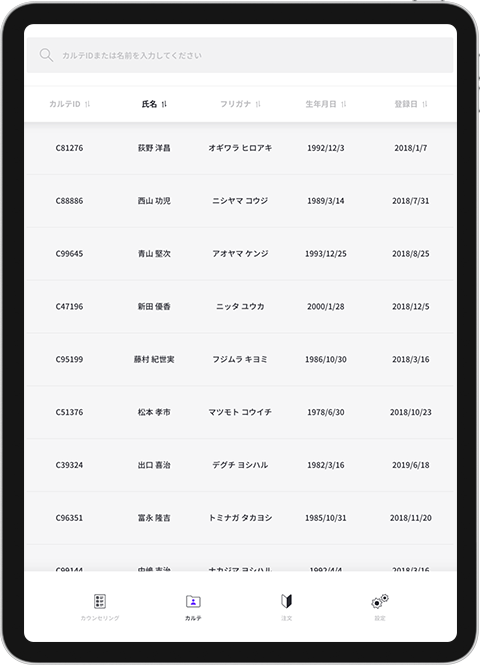 カルテIDまたは名前を入力してください
カルテID 氏名 フリガナ 生年月日 登録日
C81276 荻野 洋昌 オギワラ ヒロアキ 1992/12/3 2018/1/7
C88886 西山 功児 ニシヤマ コウジ 1989/3/14 2018/7/31
C99645 青山 堅次 アオヤマ ケンジ 1993/12/25 2018/8/25
C47196 新田 優香 ニッタ ユウカ 2000/1/28 2018/12/5
C95199 藤村 紀世実 フジムラ キヨミ 1986/10/30 2018/3/16
C51376 松本 孝市 マツモト コウイチ 1978/6/30 2018/10/23
C39324 出口 喜治 デグチ ヨシハル 1982/3/16 2019/6/18
C96351 富永 隆吉 トミナガ タカヨシ 1985/10/31 2018/11/20
C99144 中嶋 ナカジマ ヨシハル 1992/4/4 2018/3/16
カウンセリング カルテ 注文 設定